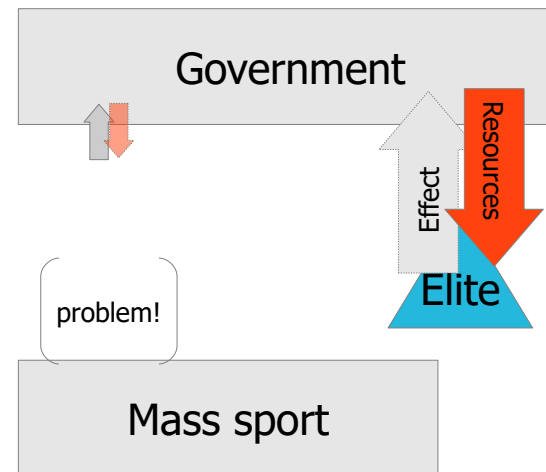 Government
Resources
Effect
Elite
problem!
Mass sport